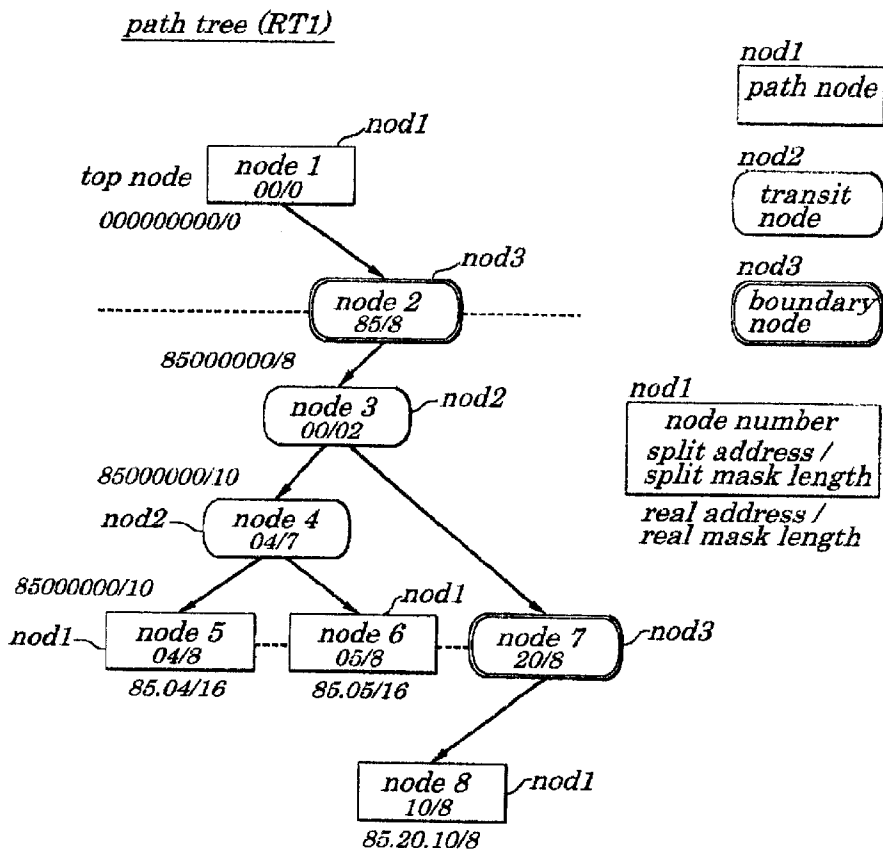 path tree (RT1)
nod1
path node
nod1
top node
node 1
00/0
000000000/0
nod2
transit
node
nod3
node 2
85/8
nod3
boundary
node
85000000/8
node 3
00/02
nod2
nod1
node number
split address /
split mask length
real address /
real mask length
85000000/10
nod2
node 4
04/7
85000000/10
nod1
nod1
node 5
04/8
node 6
05/8
node 7
20/8
nod3
85.04/16
85.05/16
node 8
10/8
nod1
85.20.10/8